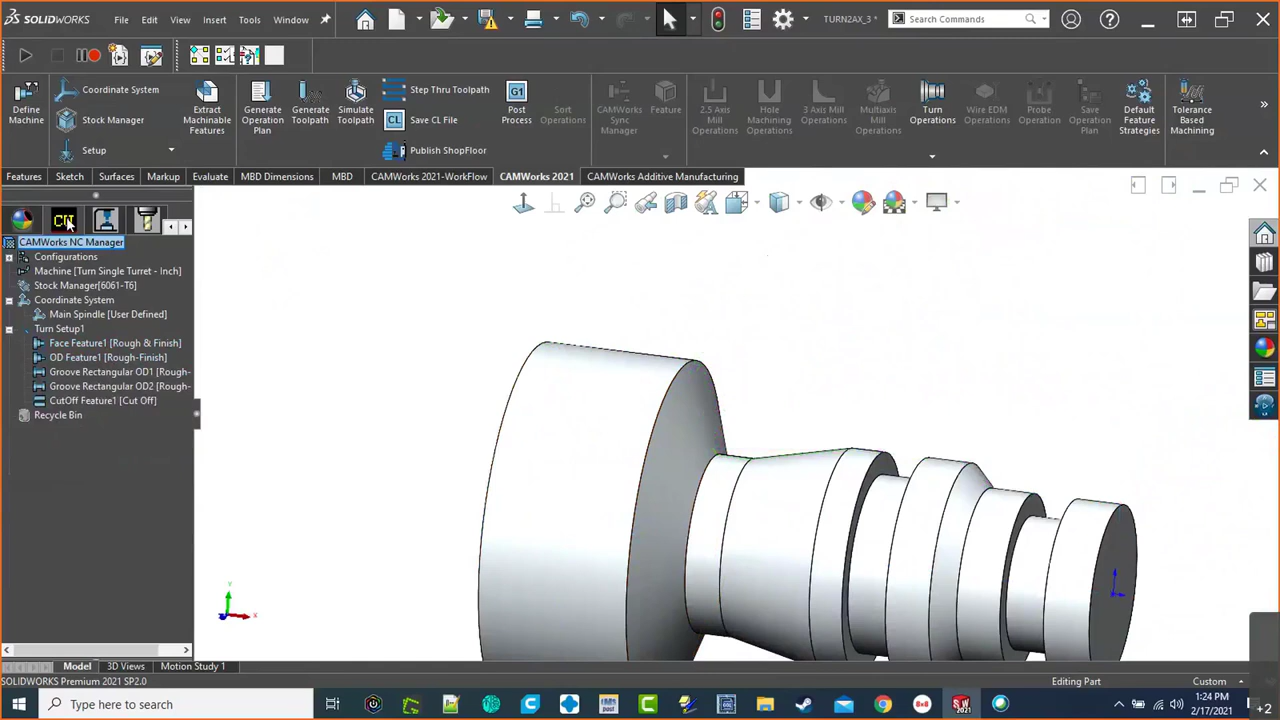 SOLIDWORKS File Edit View Insert Tools Window TURN2AX_3 * Search Commands
Define Machine
Coordinate System
Stock Manager
Setup
Extract Machinable Features
Generate Operation Plan
Generate Toolpath
Simulate Toolpath
Step Thru Toolpath
CL Save CL File
Publish ShopFloor
G1 Post Process
Sort Operations
CAMWorks Sync Manager
Feature
2.5 Axis Mill Operations
Hole Machining Operations
3 Axis Mill Operations
Multiaxis Mill Operations
Turn Operations
Wire EDM Operations
Probe Operation
Save Operation Plan
Default Feature Strategies
Tolerance Based Machining
Features Sketch Surfaces Markup Evaluate MBD Dimensions MBD CAMWorks 2021-WorkFlow CAMWorks 2021 CAMWorks Additive Manufacturing
CAMWorks NC Manager
Configurations
Machine [Turn Single Turret - Inch]
Stock Manager[6061-T6]
Coordinate System
Main Spindle [User Defined]
Turn Setup1
Face Feature1 [Rough & Finish]
OD Feature1 [Rough-Finish]
Groove Rectangular OD1 [Rough-
Groove Rectangular OD2 [Rough-
CutOff Feature1 [Cut Off]
Recycle Bin
Y
X
Model 3D Views Motion Study 1
SOLIDWORKS Premium 2021 SP2.0 Editing Part Custom
Type here to search
1:24 PM
2/17/2021
+2